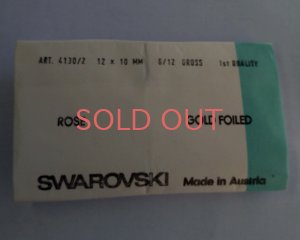 ART. 4130/2 12 x 10 MM 6/12 GROSS 1st QUALITY
ROSE GOLD FOILED
SOLD OUT
SWAROVSKI Made in Austria